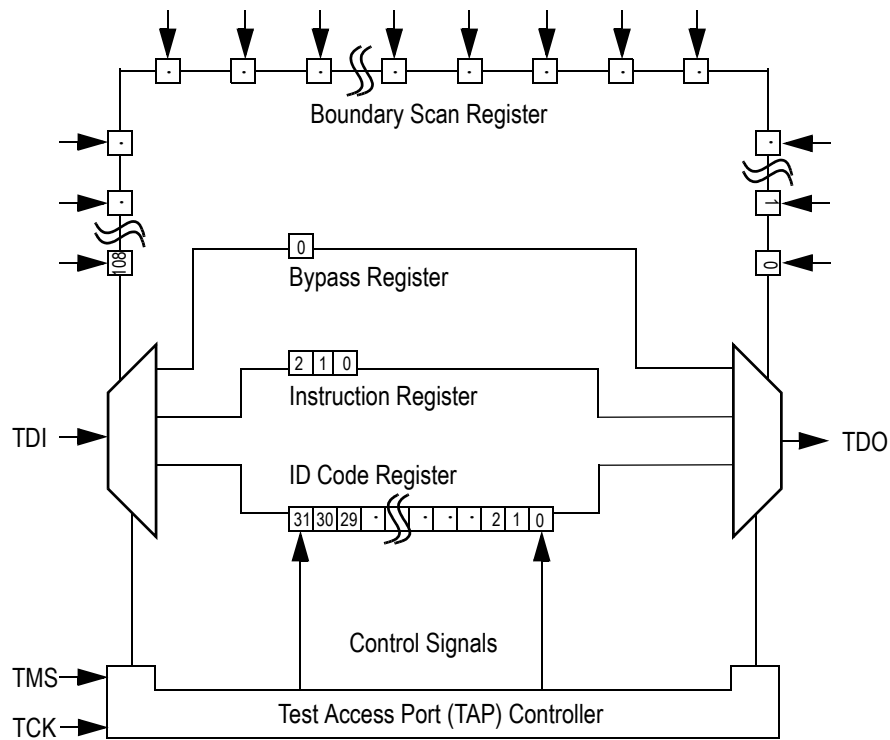 · · · · · · · ·
Boundary Scan Register
· ·
· 1
108 0
0
Bypass Register
2 1 0
Instruction Register
TDI TDO
ID Code Register
31 30 29 · · · · 2 1 0
Control Signals
TMS
TCK Test Access Port (TAP) Controller